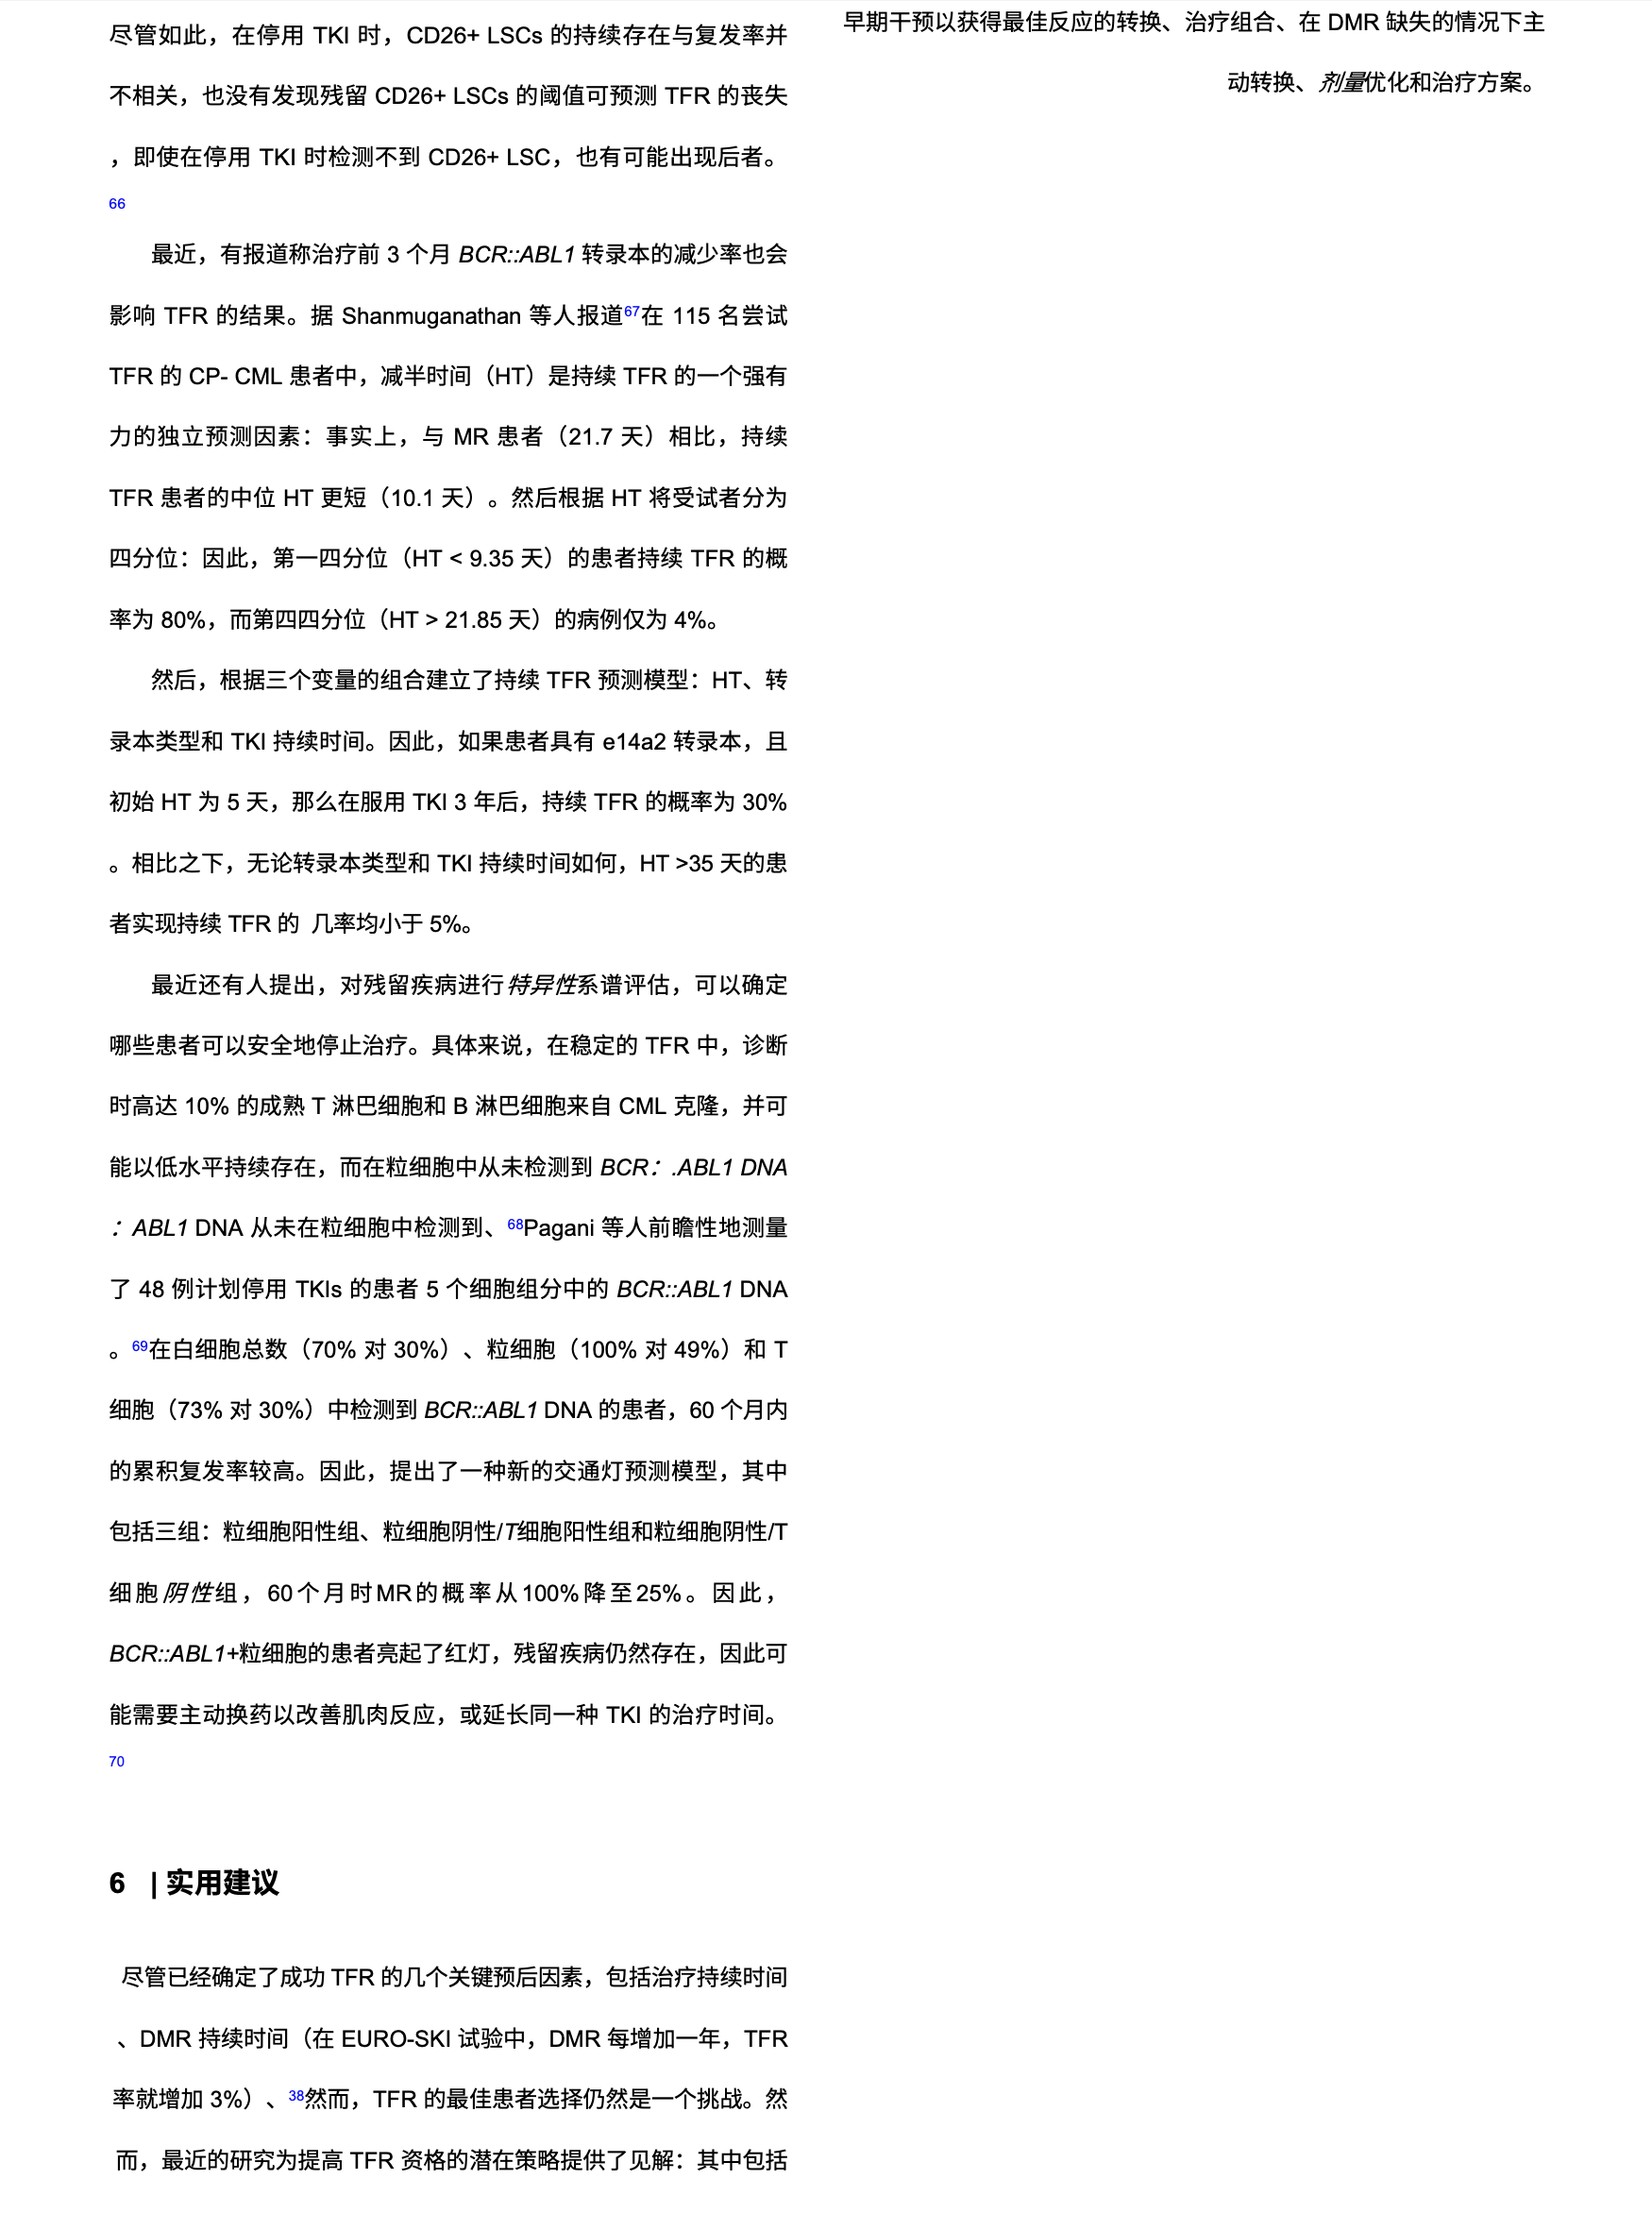 尽管如此，在停用 TKI 时，CD26+ LSCs 的持续存在与复发率并
不相关，也没有发现残留 CD26+ LSCs 的阈值可预测 TFR 的丧失
，即使在停用 TKI 时检测不到 CD26+ LSC，也有可能出现后者。
66
最近，有报道称治疗前 3 个月 BCR::ABL1 转录本的减少率也会
影响 TFR 的结果。据 Shanmuganathan 等人报道67在 115 名尝试
TFR 的 CP- CML 患者中，减半时间（HT）是持续 TFR 的一个强有
力的独立预测因素：事实上，与 MR 患者（21.7 天）相比，持续
TFR 患者的中位 HT 更短（10.1 天）。然后根据 HT 将受试者分为
四分位：因此，第一四分位（HT < 9.35 天）的患者持续 TFR 的概
率为 80%，而第四四分位（HT > 21.85 天）的病例仅为 4%。
然后，根据三个变量的组合建立了持续 TFR 预测模型：HT、转
录本类型和 TKI 持续时间。因此，如果患者具有 e14a2 转录本，且
初始 HT 为 5 天，那么在服用 TKI 3 年后，持续 TFR 的概率为 30%
。相比之下，无论转录本类型和 TKI 持续时间如何，HT >35 天的患
者实现持续 TFR 的 几率均小于 5%。
最近还有人提出，对残留疾病进行特异性系谱评估，可以确定
哪些患者可以安全地停止治疗。具体来说，在稳定的 TFR 中，诊断
时高达 10% 的成熟 T 淋巴细胞和 B 淋巴细胞来自 CML 克隆，并可
能以低水平持续存在，而在粒细胞中从未检测到 BCR：.ABL1 DNA
：ABL1 DNA 从未在粒细胞中检测到、68Pagani 等人前瞻性地测量
了 48 例计划停用 TKIs 的患者 5 个细胞组分中的 BCR::ABL1 DNA
。69在白细胞总数（70% 对 30%）、粒细胞（100% 对 49%）和 T
细胞（73% 对 30%）中检测到 BCR::ABL1 DNA 的患者，60 个月内
的累积复发率较高。因此，提出了一种新的交通灯预测模型，其中
包括三组：粒细胞阳性组、粒细胞阴性/T细胞阳性组和粒细胞阴性/T
细胞阴性组，60个月时MR的概率从100%降至25%。因此，
BCR::ABL1+粒细胞的患者亮起了红灯，残留疾病仍然存在，因此可
能需要主动换药以改善肌肉反应，或延长同一种 TKI 的治疗时间。
70
6 | 实用建议
尽管已经确定了成功 TFR 的几个关键预后因素，包括治疗持续时间
、DMR 持续时间（在 EURO-SKI 试验中，DMR 每增加一年，TFR
率就增加 3%）、38然而，TFR 的最佳患者选择仍然是一个挑战。然
而，最近的研究为提高 TFR 资格的潜在策略提供了见解：其中包括
早期干预以获得最佳反应的转换、治疗组合、在 DMR 缺失的情况下主
动转换、剂量优化和治疗方案。